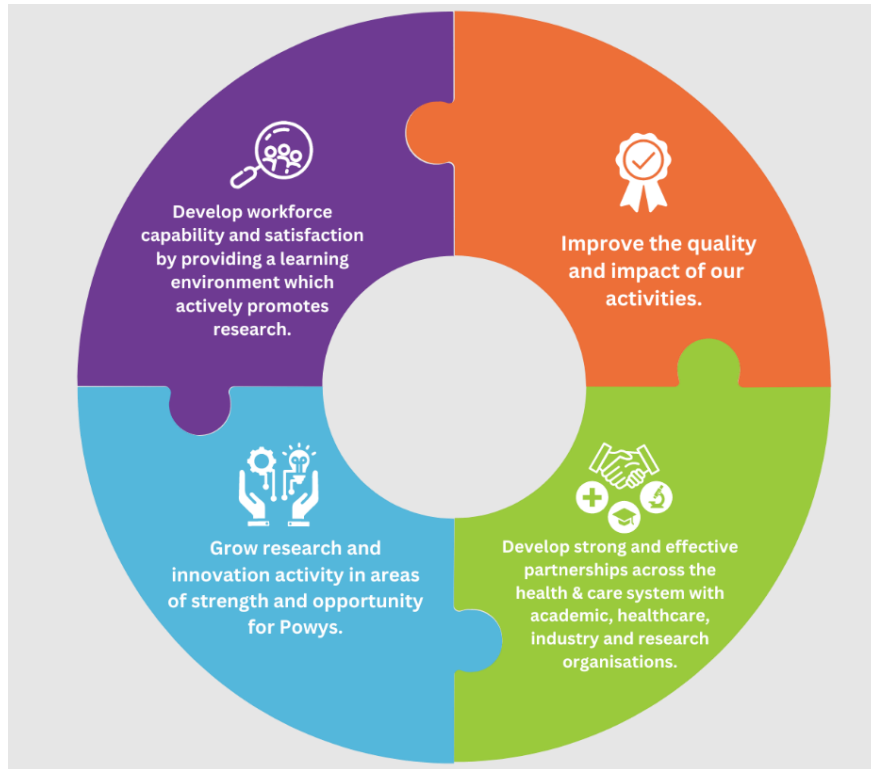 Develop workforce
capability and satisfaction
by providing a learning
environment which
actively promotes
research.
Improve the quality
and impact of our
activities.
Grow research and
innovation activity in areas
of strength and opportunity
for Powys.
Develop strong and effective
partnerships across the
health & care system with
academic, healthcare,
industry and research
organisations.